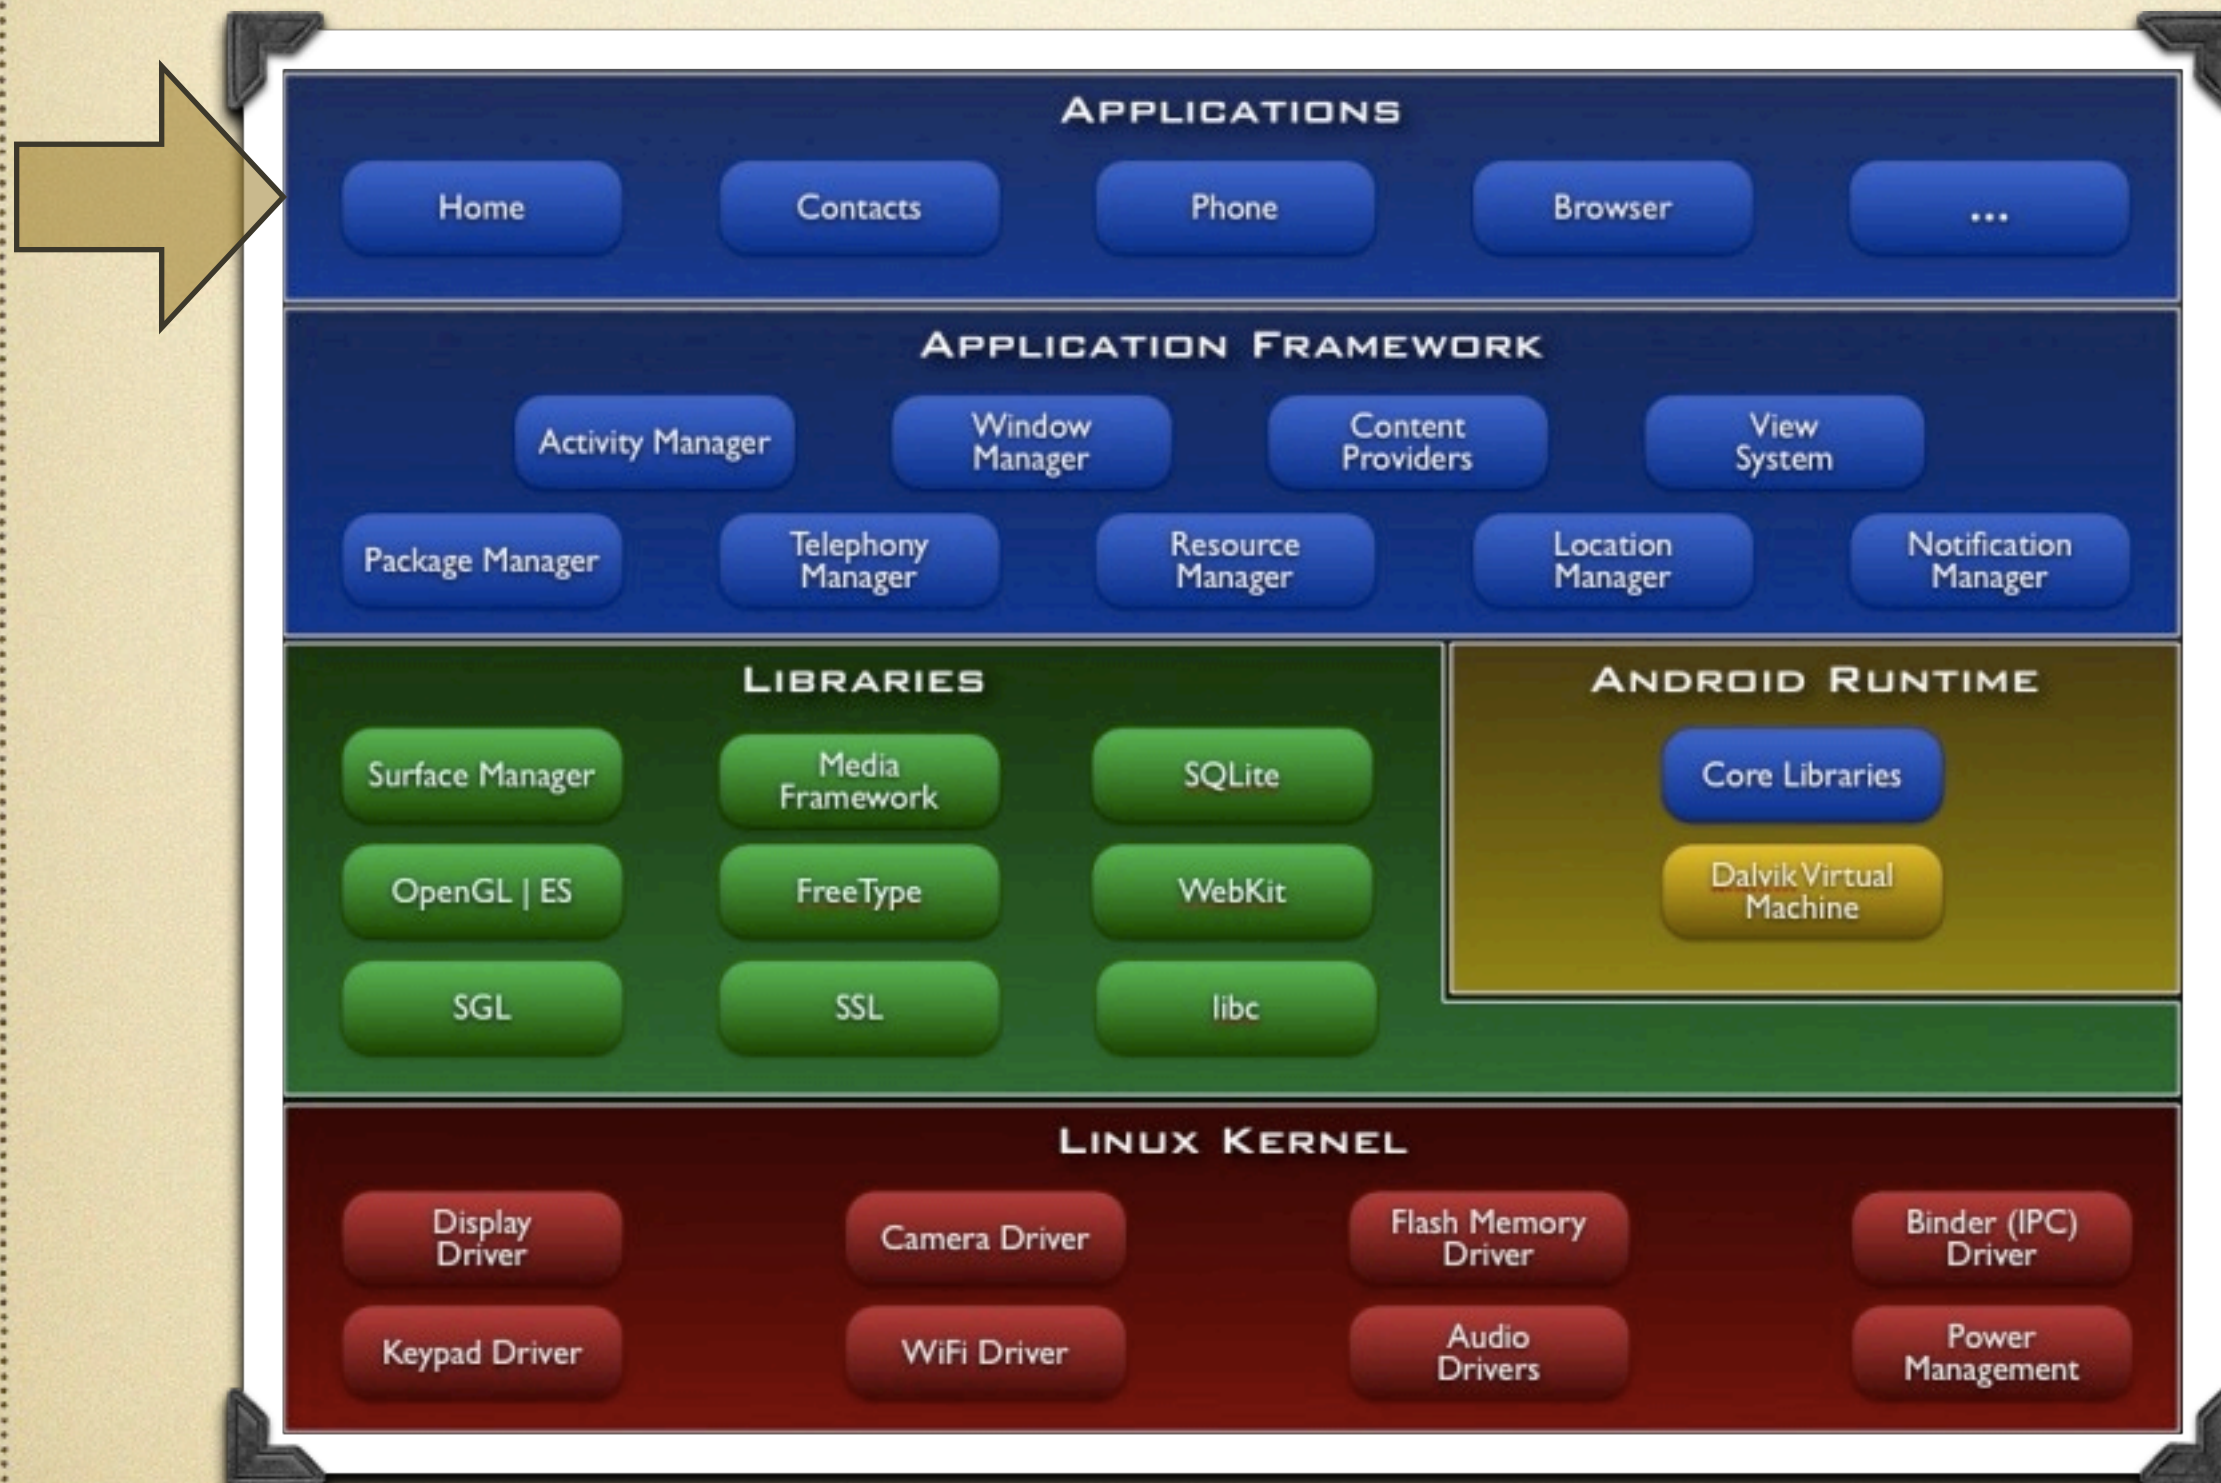 APPLICATIONS
Home
Contacts
Phone
Browser
...
APPLICATION FRAMEWORK
Activity Manager
Window
Manager
Content
Providers
View
System
Package Manager
Telephony
Manager
Resource
Manager
Location
Manager
Notification
Manager
LIBRARIES
Surface Manager
Media
Framework
SQLite
OpenGL | ES
FreeType
WebKit
SGL
SSL
libc
ANDROID RUNTIME
Core Libraries
Dalvik Virtual
Machine
LINUX KERNEL
Display
Driver
Camera Driver
Flash Memory
Driver
Binder (IPC)
Driver
Keypad Driver
WiFi Driver
Audio
Drivers
Power
Management